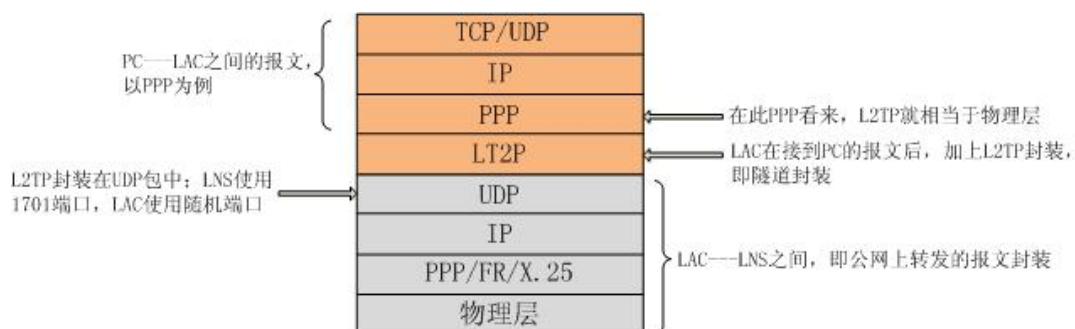 TCP/UDP
PC---LAC之间的报文，
以PPP为例
IP
PPP
在此PPP看来，L2TP就相当于物理层
LT2P
LAC在接到PC的报文后，加上L2TP封装，
即隧道封装
L2TP封装在UDP包中；LNS使用
1701端口，LAC使用随机端口
UDP
IP
LAC---LNS之间，即公网上转发的报文封装
PPP/FR/X.25
物理层